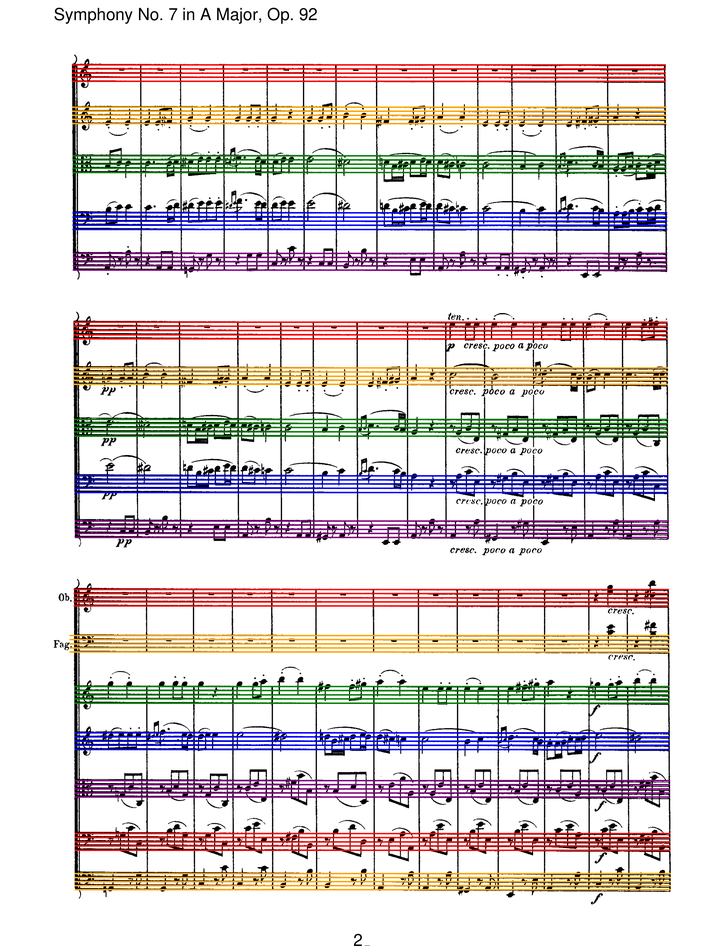 Symphony No. 7 in A Major, Op. 92
ten.
p cresc. poco a poco
pp cresc. poco a poco
pp cresc. poco a poco
pp cresc. poco a poco
pp cresc. poco a poco
Ob. cresc.
Fag. cresc.
f
f
f
f
f
2